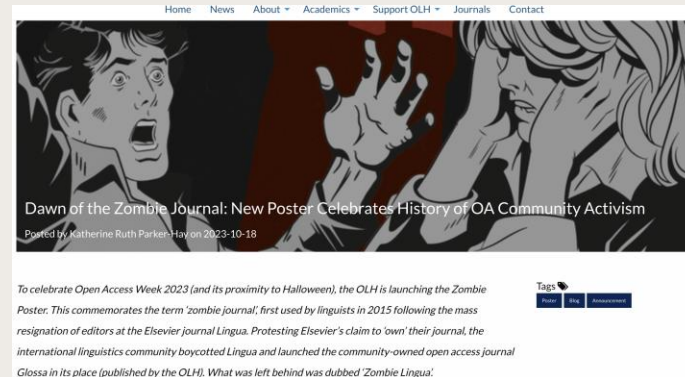 Home News About Academics Support OLH Journals Contact
Dawn of the Zombie Journal: New Poster Celebrates History of OA Community Activism
Posted by Katherine Ruth Parker-Hay on 2023-10-18
To celebrate Open Access Week 2023 (and its proximity to Halloween), the OLH is launching the Zombie
Poster. This commemorates the term 'zombie journal', first used by linguists in 2015 following the mass
resignation of editors at the Elsevier journal Lingua. Protesting Elsevier's claim to 'own' their journal, the
international linguistics community boycotted Lingua and launched the community-owned open access journal
Glossa in its place (published by the OLH). What was left behind was dubbed 'Zombie Lingua'.
Tags
Poster Blog Announcement